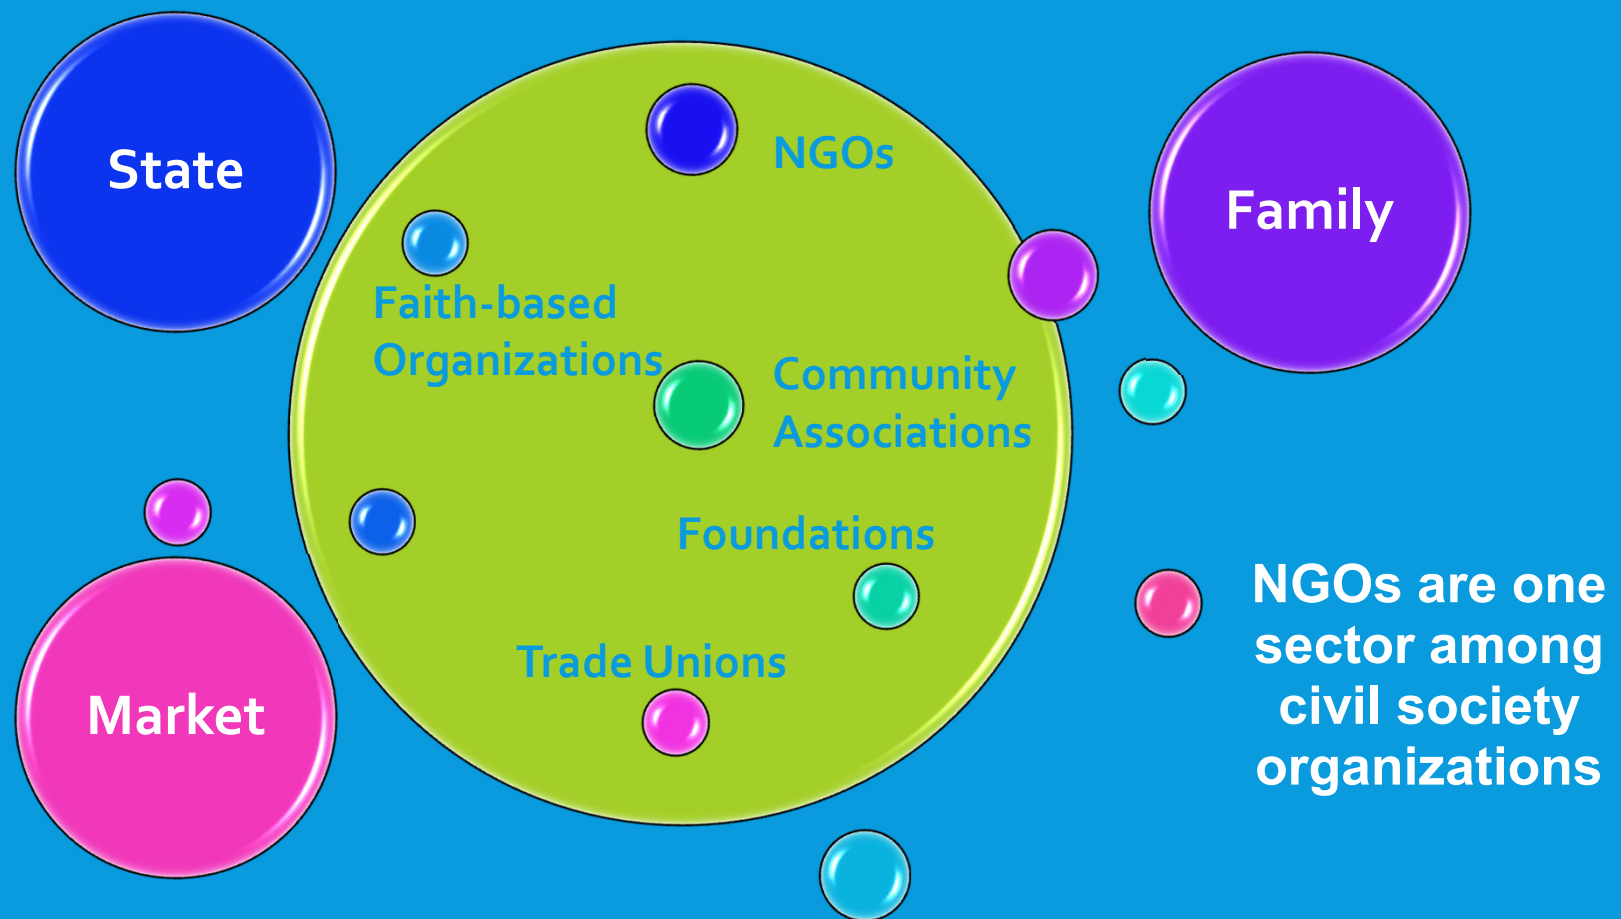 State
NGOs
Family
Faith-based
Organizations
Community
Associations
Foundations
Trade Unions
Market
NGOs are one
sector among
civil society
organizations